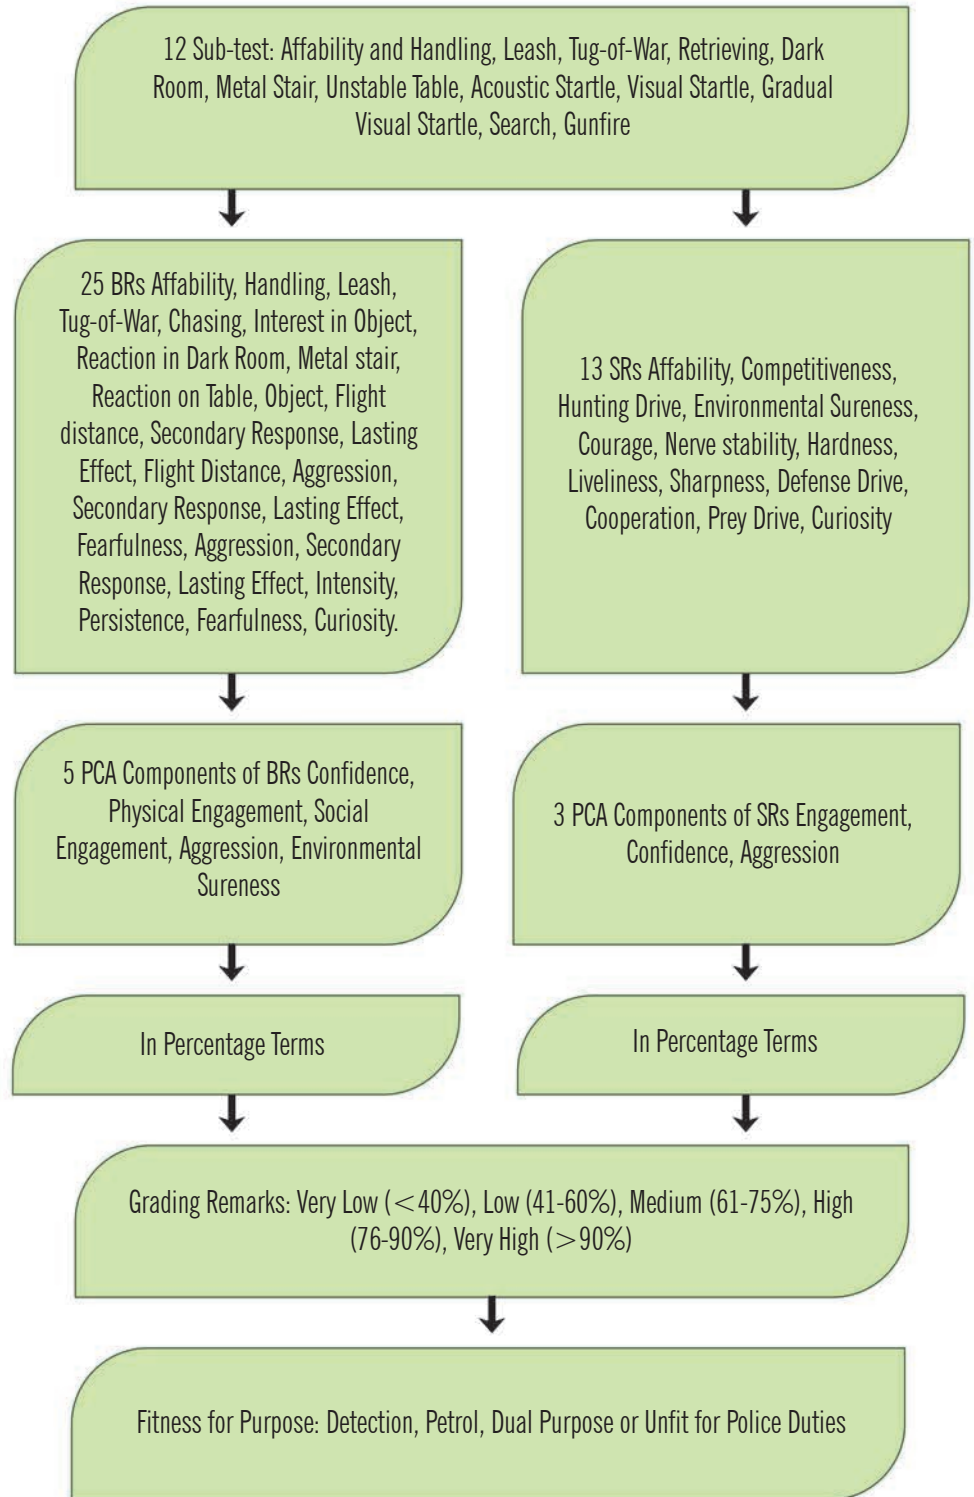 12 Sub-test: Affability and Handling, Leash, Tug-of-War, Retrieving, Dark
Room, Metal Stair, Unstable Table, Acoustic Startle, Visual Startle, Gradual
Visual Startle, Search, Gunfire
25 BRs Affability, Handling, Leash,
Tug-of-War, Chasing, Interest in Object,
Reaction in Dark Room, Metal stair,
Reaction on Table, Object, Flight
distance, Secondary Response, Lasting
Effect, Flight Distance, Aggression,
Secondary Response, Lasting Effect,
Fearfulness, Aggression, Secondary
Response, Lasting Effect, Intensity,
Persistence, Fearfulness, Curiosity.
13 SRs Affability, Competitiveness,
Hunting Drive, Environmental Sureness,
Courage, Nerve stability, Hardness,
Liveliness, Sharpness, Defense Drive,
Cooperation, Prey Drive, Curiosity
5 PCA Components of BRs Confidence,
Physical Engagement, Social
Engagement, Aggression, Environmental
Sureness
3 PCA Components of SRs Engagement,
Confidence, Aggression
In Percentage Terms
In Percentage Terms
Grading Remarks: Very Low (<40%), Low (41-60%), Medium (61-75%), High
(76-90%), Very High (>90%)
Fitness for Purpose: Detection, Petrol, Dual Purpose or Unfit for Police Duties